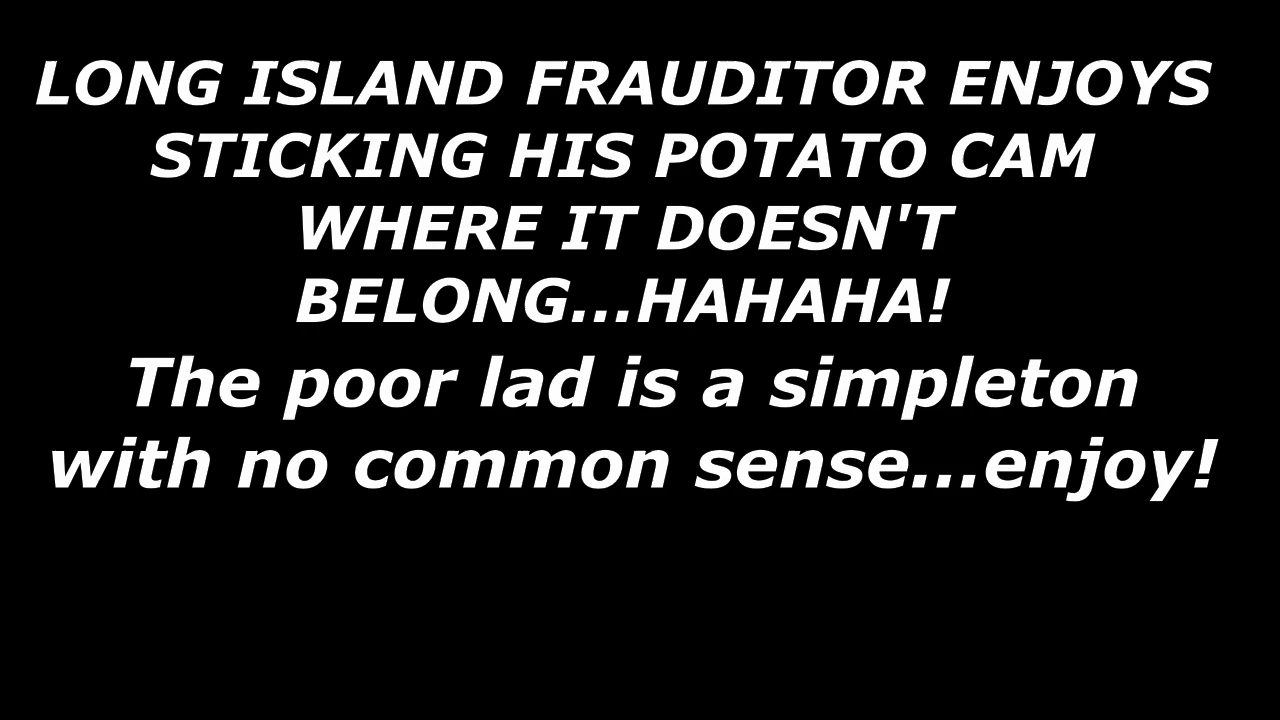 LONG ISLAND FRAUDITOR ENJOYS
STICKING HIS POTATO CAM
WHERE IT DOESN'T
BELONG...HAHAHA!
The poor lad is a simpleton
with no common sense...enjoy!